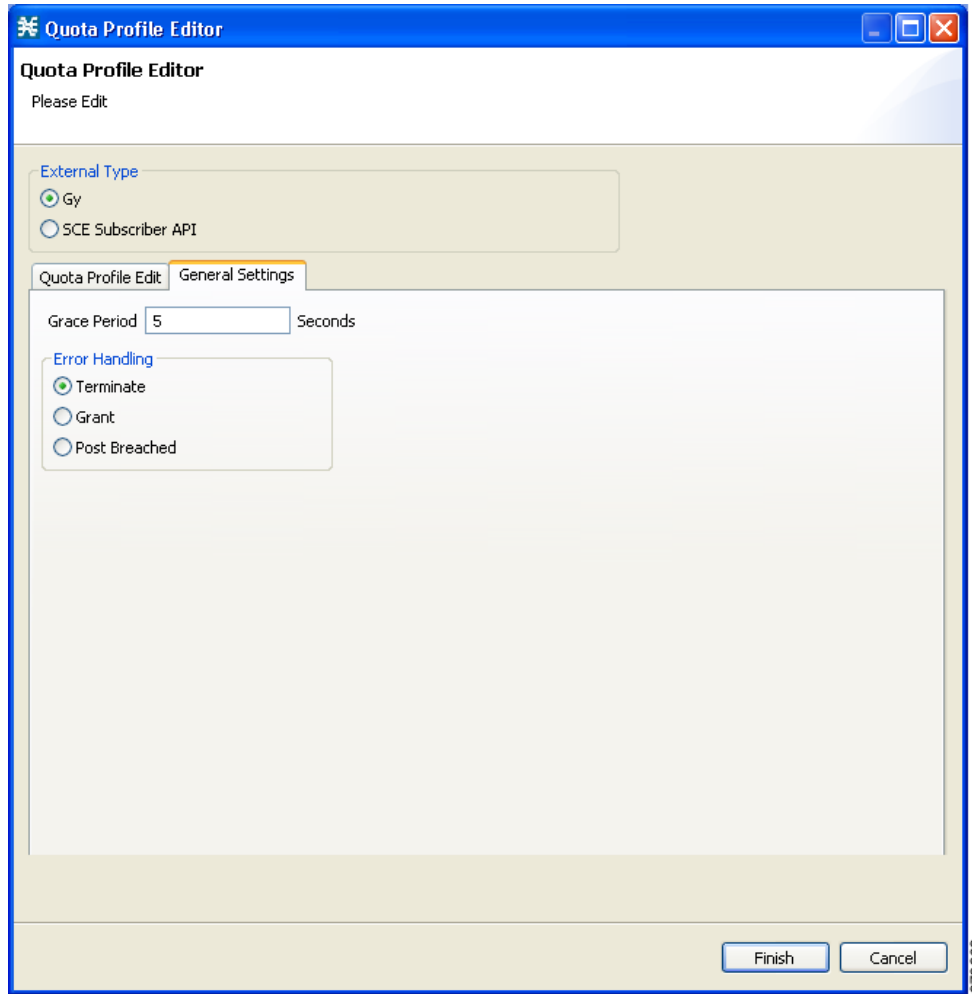 Quota Profile Editor
Quota Profile Editor
Please Edit
External Type
Gy
SCE Subscriber API
Quota Profile Edit General Settings
Grace Period 5 Seconds
Error Handling
Terminate
Grant
Post Breached
Finish Cancel